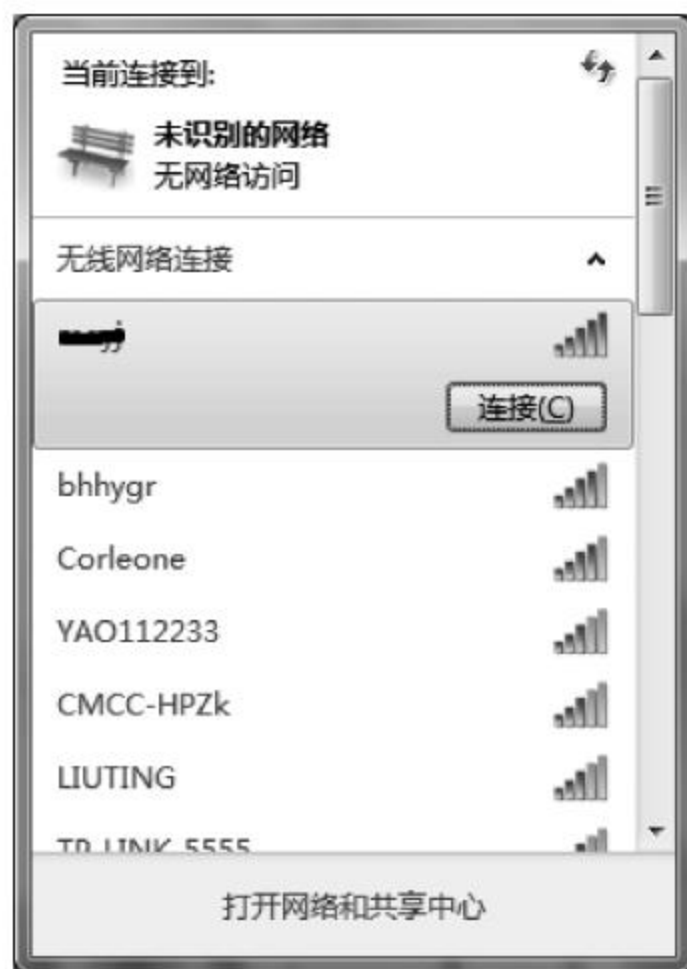 当前连接到:
未识别的网络
无网络访问
无线网络连接
连接(C)
bhhygr
Corleone
YAO112233
CMCC-HPZk
LIUTING
TP-LINK_5555
打开网络和共享中心